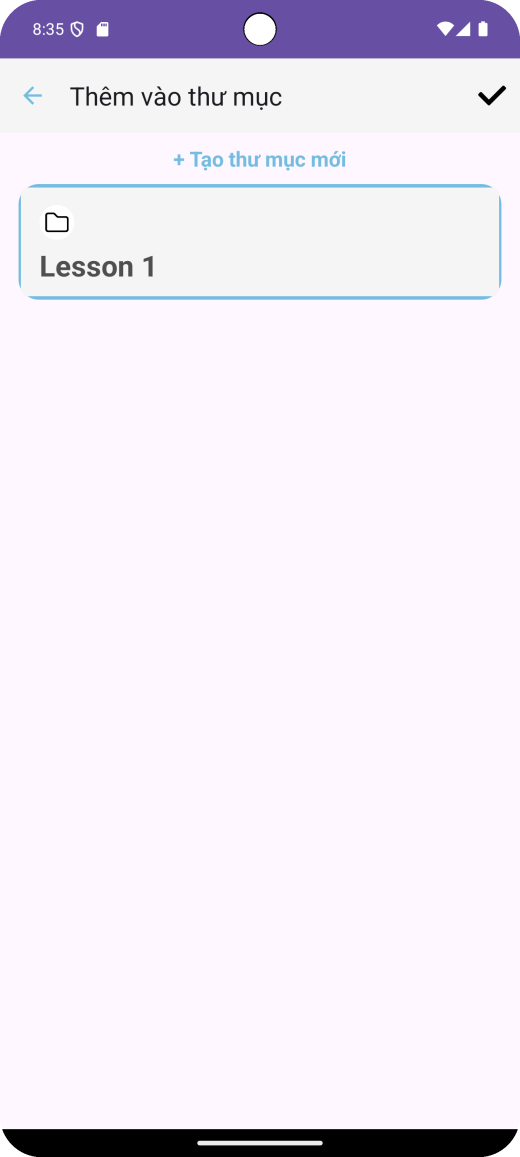 8:35
Thêm vào thư mục
+ Tạo thư mục mới
Lesson 1